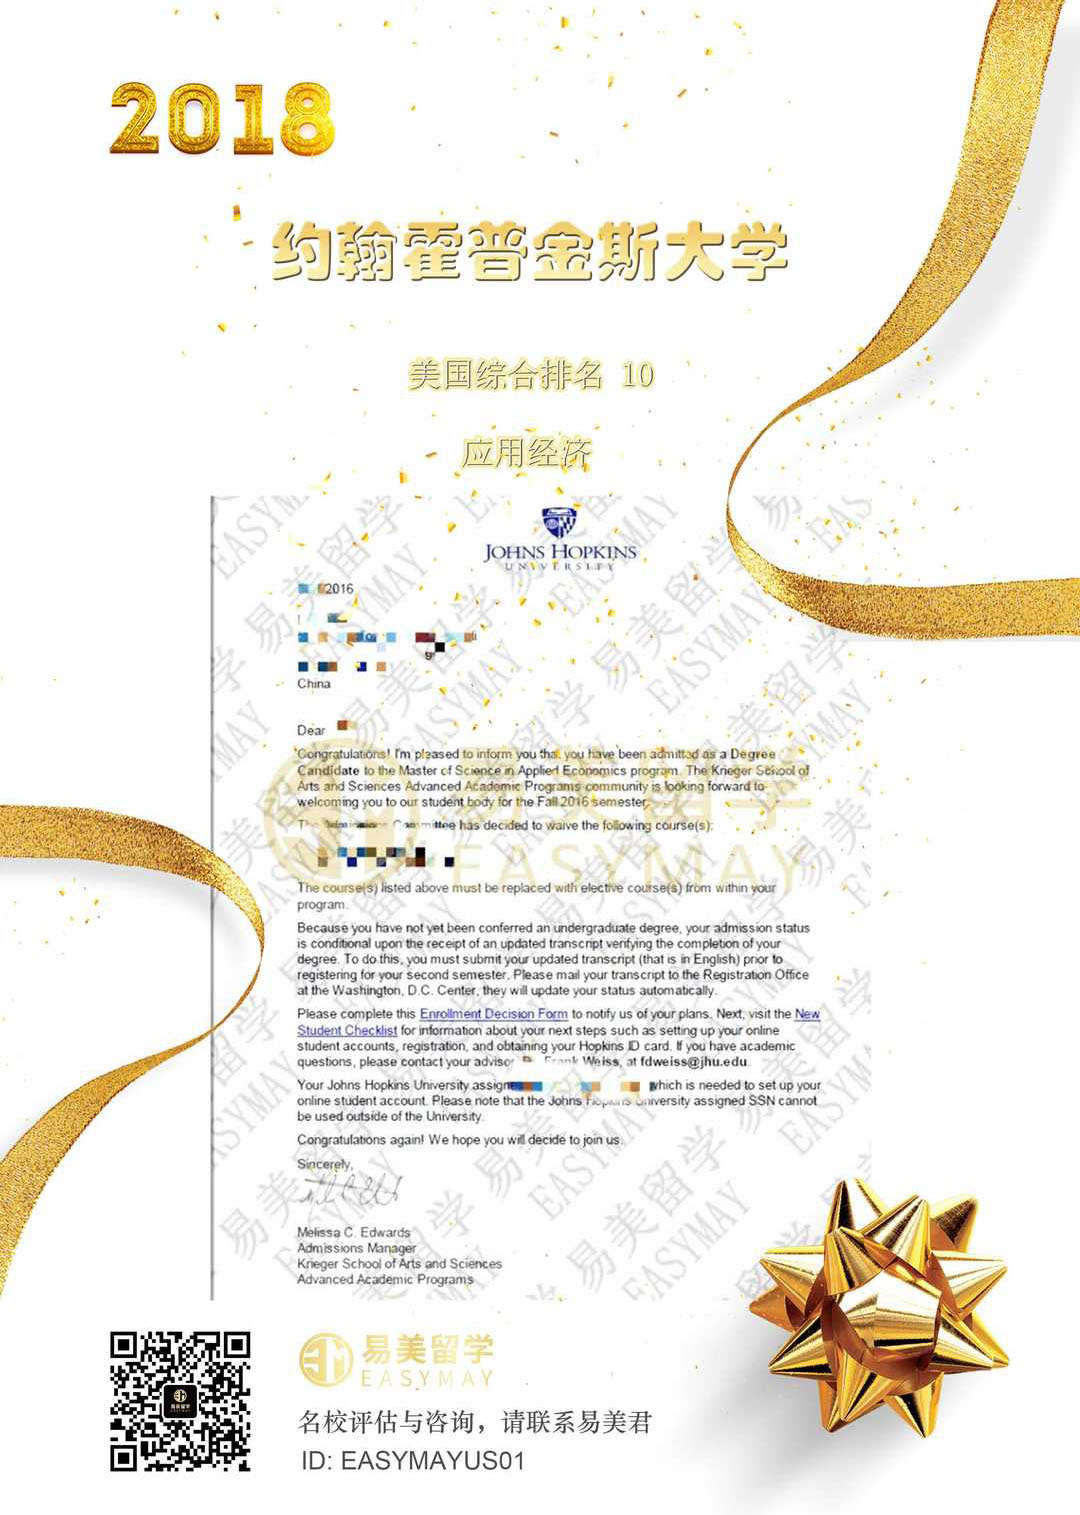 2018
约翰霍普金斯大学
美国综合排名 10
应用经济
JOHNS HOPKINS
UNIVERSITY
2016
China
Dear
Congratulations! I'm pleased to inform you that you have been admitted as a Degree
Candidate to the Master of Science in Applied Economics program. The Krieger School of
Arts and Sciences Advanced Academic Programs community is looking forward to
welcoming you to our student body for the Fall 2016 semester.
The Admissions Committee has decided to waive the following course(s):
The course(s) listed above must be replaced with elective course(s) from within your
program.
Because you have not yet been conferred an undergraduate degree, your admission status
is conditional upon the receipt of an updated transcript verifying the completion of your
degree. To do this, you must submit your updated transcript (that is in English) prior to
registering for your second semester. Please mail your transcript to the Registration Office
at the Washington, D.C. Center, they will update your status automatically.
Please complete this Enrollment Decision Form to notify us of your plans. Next, visit the New
Student Checklist for information about your next steps such as setting up your online
student accounts, registration, and obtaining your Hopkins ID card. If you have academic
questions, please contact your advisor Frank Weiss, at fdweiss@jhu.edu.
Your Johns Hopkins University assigned which is needed to set up your
online student account. Please note that the Johns Hopkins University assigned SSN cannot
be used outside of the University.
Congratulations again! We hope you will decide to join us.
Sincerely,
Melissa C. Edwards
Admissions Manager
Krieger School of Arts and Sciences
Advanced Academic Programs
易美留学
EASYMAY
名校评估与咨询，请联系易美君
ID: EASYMAYUS01